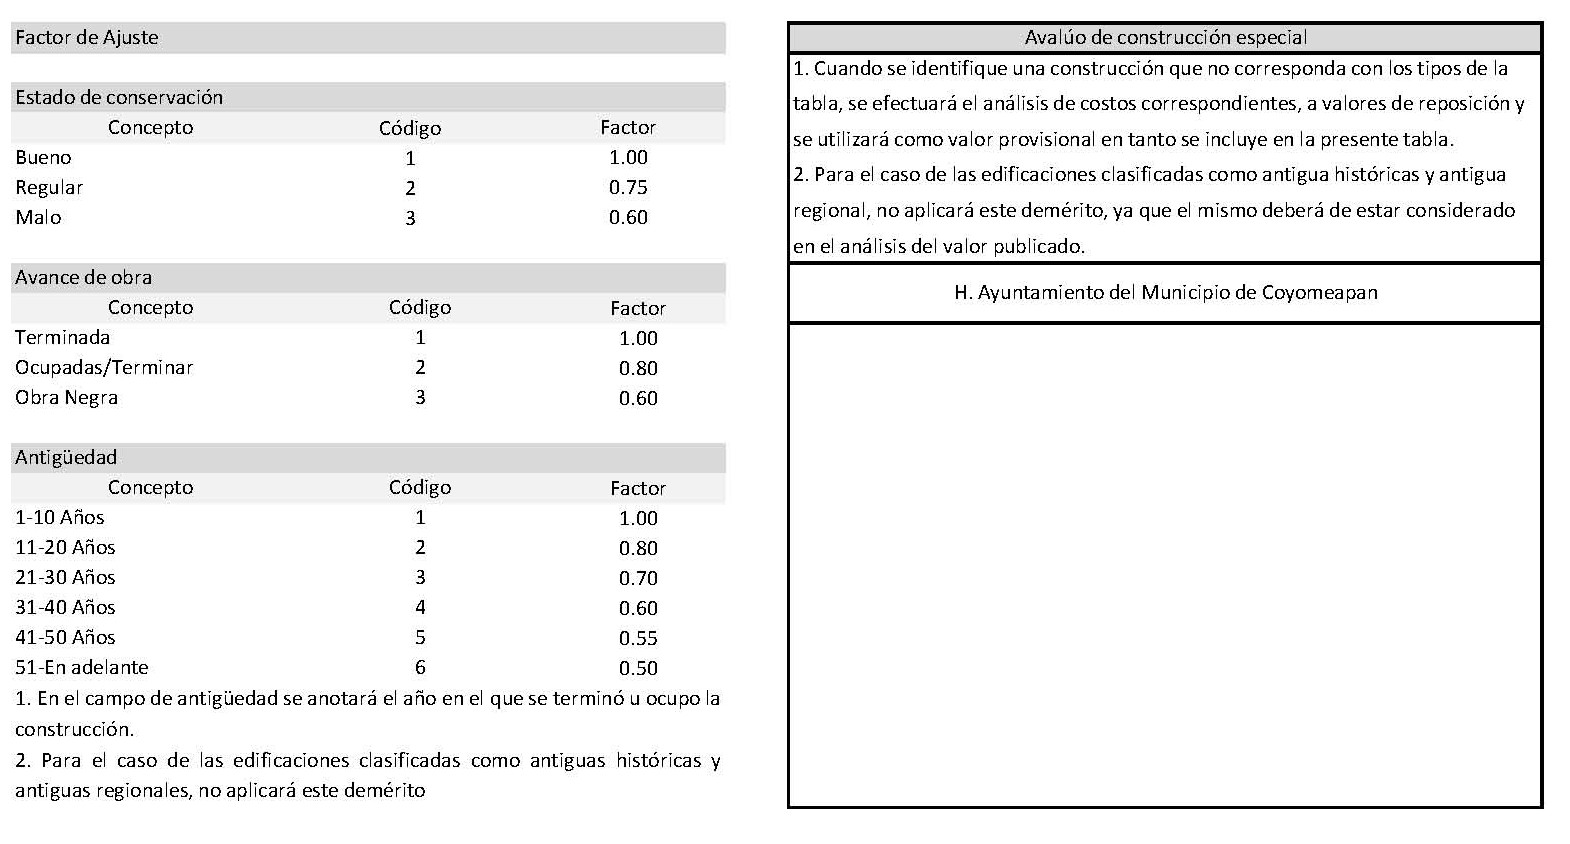 Factor de Ajuste
Estado de conservación
Concepto Código Factor
Bueno 1 1.00
Regular 2 0.75
Malo 3 0.60
Avance de obra
Concepto Código Factor
Terminada 1 1.00
Ocupadas/Terminar 2 0.80
Obra Negra 3 0.60
Antigüedad
Concepto Código Factor
1-10 Años 1 1.00
11-20 Años 2 0.80
21-30 Años 3 0.70
31-40 Años 4 0.60
41-50 Años 5 0.55
51-En adelante 6 0.50
1. En el campo de antigüedad se anotará el año en el que se terminó u ocupo la
construcción.
2. Para el caso de las edificaciones clasificadas como antiguas históricas y
antiguas regionales, no aplicará este demérito
Avalúo de construcción especial
1. Cuando se identifique una construcción que no corresponda con los tipos de la
tabla, se efectuará el análisis de costos correspondientes, a valores de reposición y
se utilizará como valor provisional en tanto se incluye en la presente tabla.
2. Para el caso de las edificaciones clasificadas como antigua históricas y antigua
regional, no aplicará este demérito, ya que el mismo deberá de estar considerado
en el análisis del valor publicado.
H. Ayuntamiento del Municipio de Coyomeapan